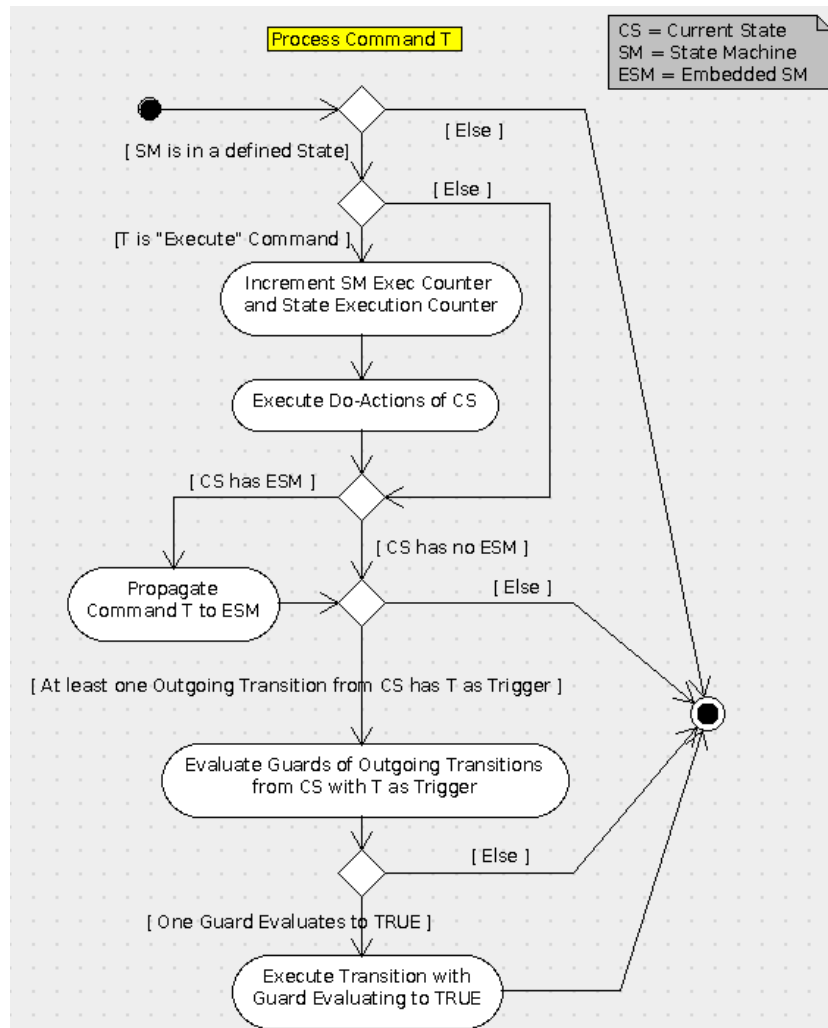 Process Command T
CS = Current State
SM = State Machine
ESM = Embedded SM
[ Else ]
[ SM is in a defined State]
[ Else ]
[T is "Execute" Command ]
Increment SM Exec Counter
and State Execution Counter
Execute Do-Actions of CS
[ CS has ESM ]
[ CS has no ESM ]
Propagate
Command T to ESM
[ Else ]
[ At least one Outgoing Transition from CS has T as Trigger ]
Evaluate Guards of Outgoing Transitions
from CS with T as Trigger
[ Else ]
[ One Guard Evaluates to TRUE ]
Execute Transition with
Guard Evaluating to TRUE